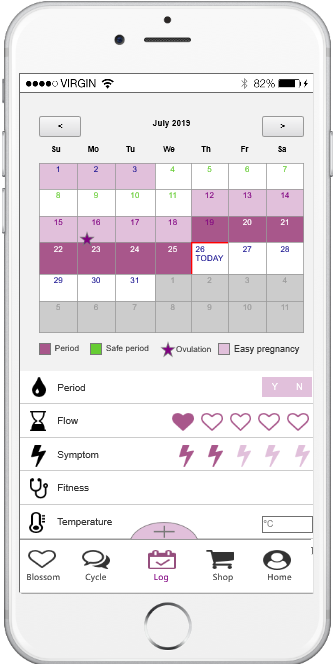 VIRGIN 82%
< July 2019 >
Su Mo Tu We Th Fr Sa
1 2 3 4 5 6 7
8 9 10 11 12 13 14
15 16 17 18 19 20 21
22 23 24 25 26 27 28
TODAY
29 30 31 1 2 3 4
5 6 7 8 9 10 11
Period Safe period Ovulation Easy pregnancy
Period Y N
Flow
Symptom
Fitness
Temperature °C
Blossom Cycle Log Shop Home